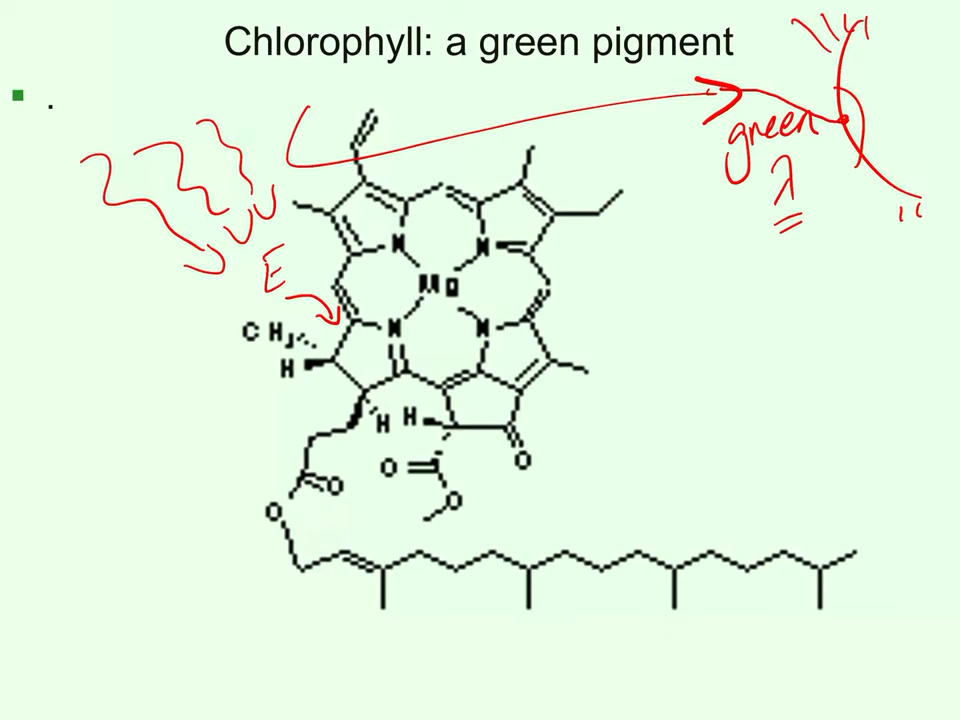 Chlorophyll: a green pigment
.
green
λ
E
N
N
Mg
N
N
CH3
H
H
H
O
O
O
O
O